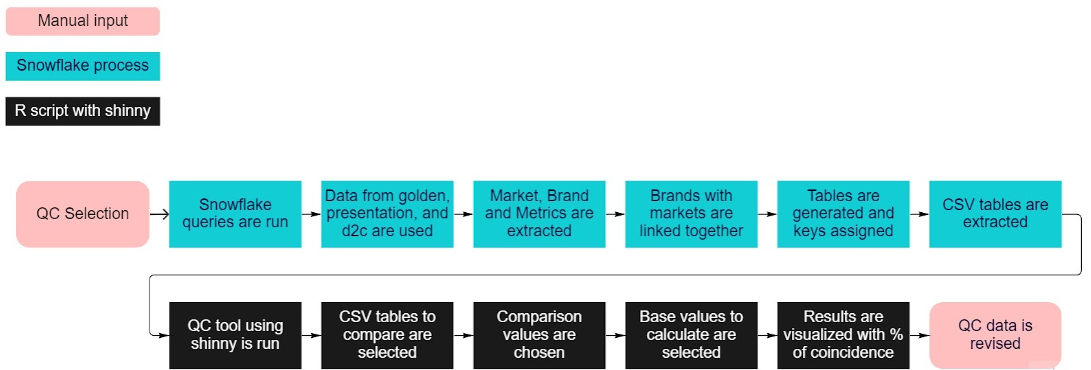 Manual input
Snowflake process
R script with shinny
QC Selection
Snowflake
queries are run
Data from golden,
presentation, and
d2c are used
Market, Brand
and Metrics are
extracted
Brands with
markets are
linked together
Tables are
generated and
keys assigned
CSV tables are
extracted
QC tool using
shinny is run
CSV tables to
compare are
selected
Comparison
values are
chosen
Base values to
calculate are
selected
Results are
visualized with %
of coincidence
QC data is
revised